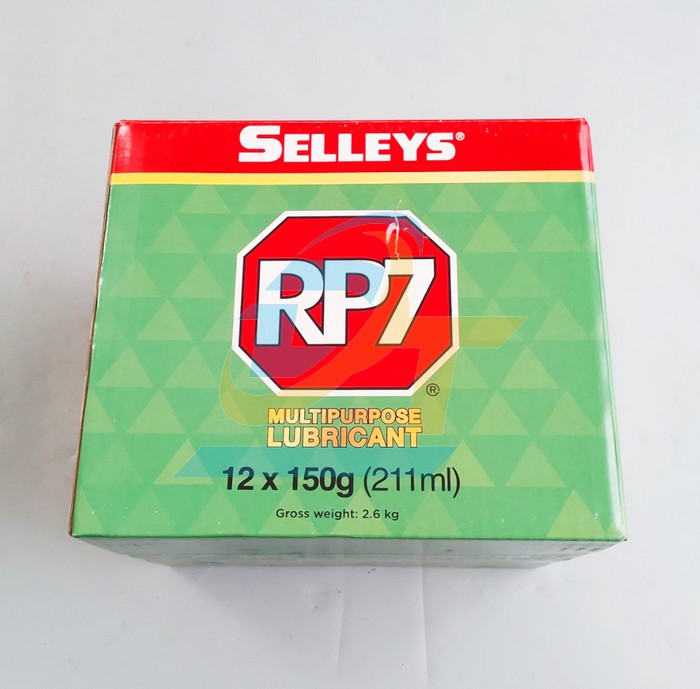 SELLEYS®
RP7
®
MULTIPURPOSE
LUBRICANT
12 x 150g (211ml)
Gross weight: 2.6 kg